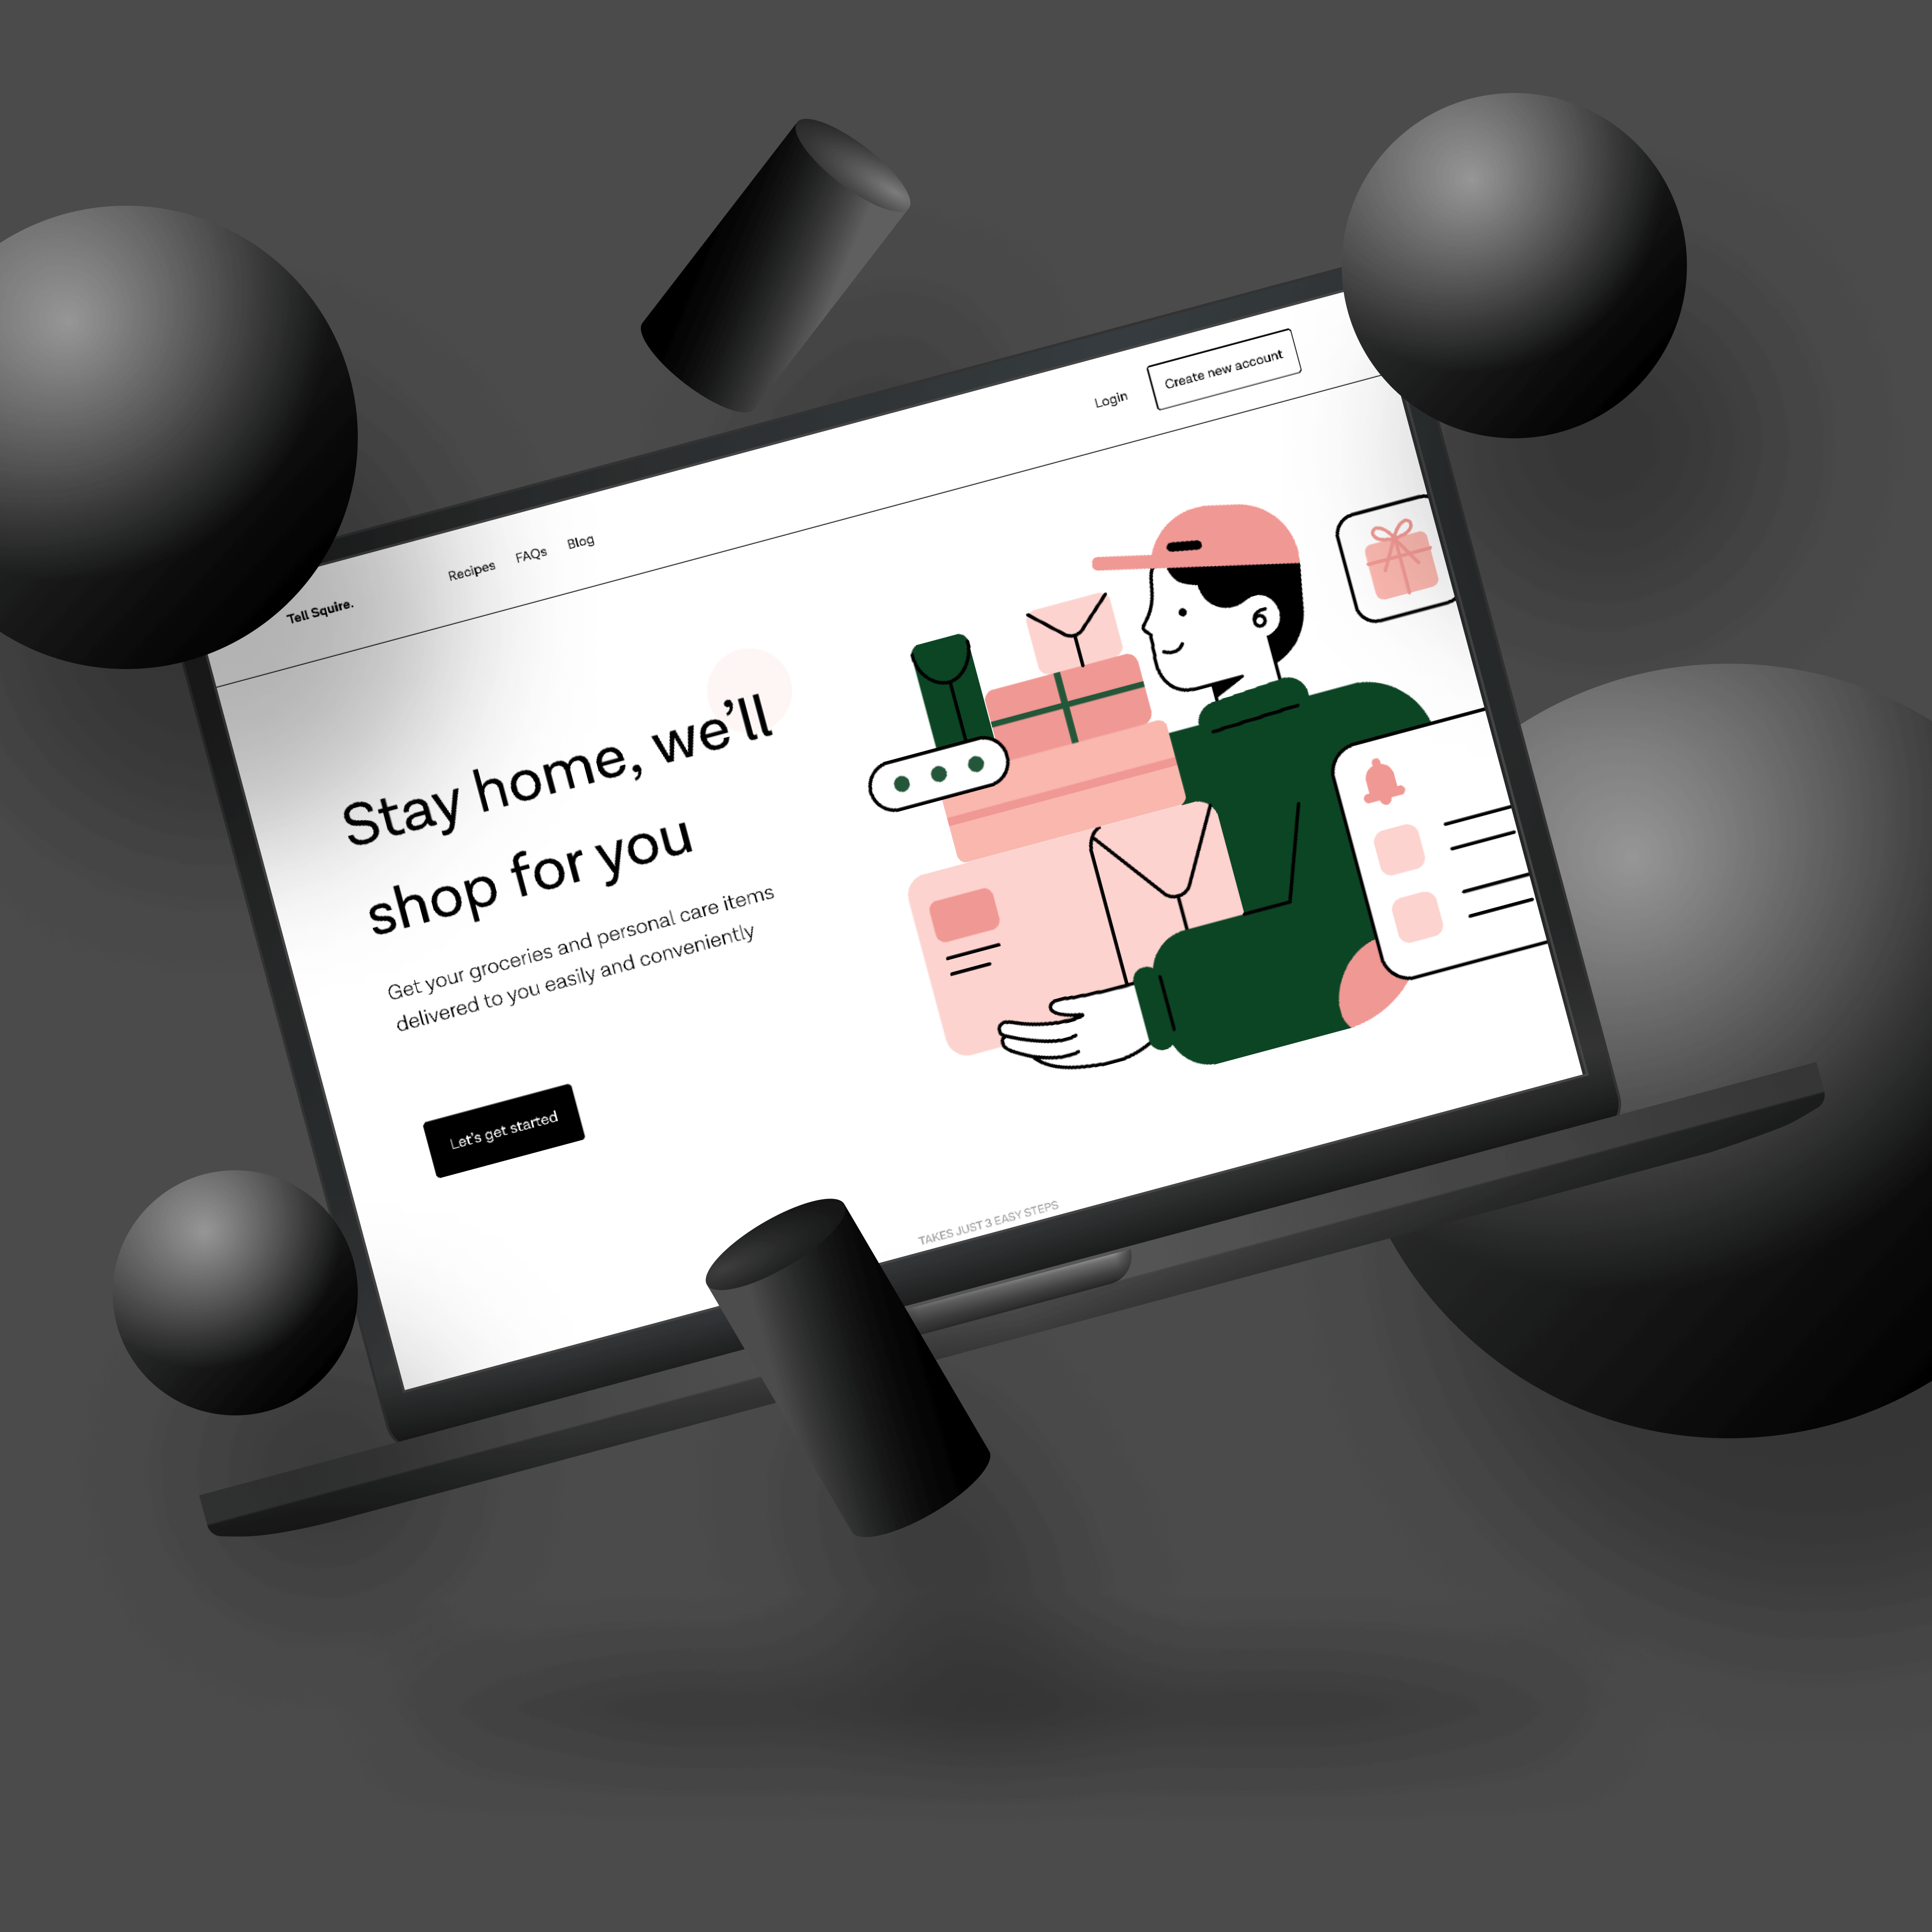 Tell Squire.
Recipes
FAQs
Blog
Login
Create new account
Stay home, we’ll
shop for you
Get your groceries and personal care items
delivered to you easily and conveniently
Let’s get started
TAKES JUST 3 EASY STEPS